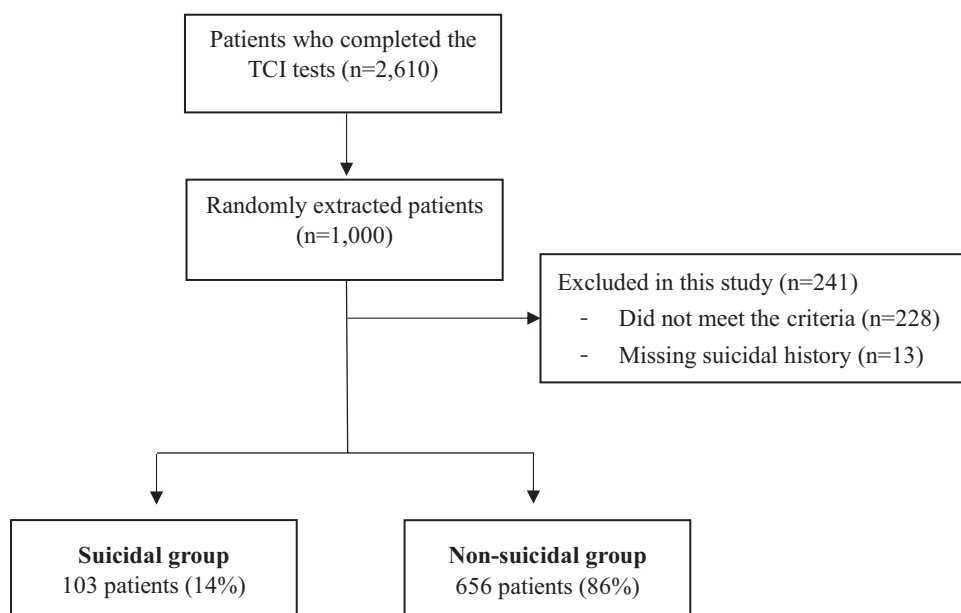 Patients who completed the
TCI tests (n=2,610)
Randomly extracted patients
(n=1,000)
Excluded in this study (n=241)
- Did not meet the criteria (n=228)
- Missing suicidal history (n=13)
Suicidal group
103 patients (14%)
Non-suicidal group
656 patients (86%)